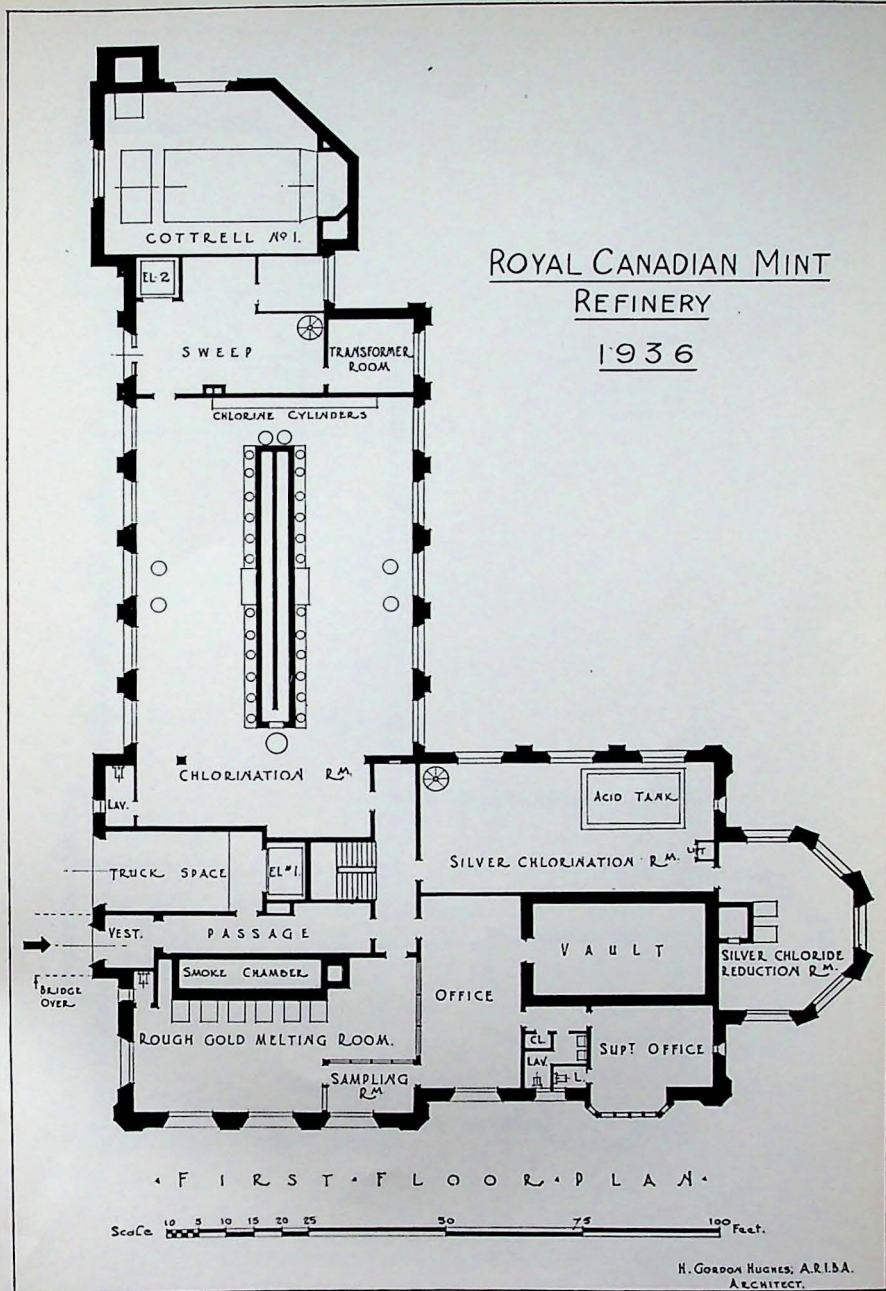 ROYAL CANADIAN MINT
REFINERY
1936
COTTRELL Nº 1.
EL-2
SWEEP
TRANSFORMER
ROOM
CHLORINE CYLINDERS
CHLORINATION RM.
LAV.
ACID TANK
TRUCK SPACE
EL#1.
SILVER CHLORINATION RM.
LIFT
VEST.
PASSAGE
VAULT
SILVER CHLORIDE
REDUCTION RM.
BRIDGE
OVER
SMOKE CHAMBER
OFFICE
ROUGH GOLD MELTING ROOM.
SAMPLING
RM
CL.
LAV.
L.
SUPT. OFFICE
·FIRST·FLOOR·PLAN·
Scale 10 5 10 15 20 25 50 75 100 Feet.
H. GORDON HUGHES; A.R.I.B.A.
ARCHITECT.